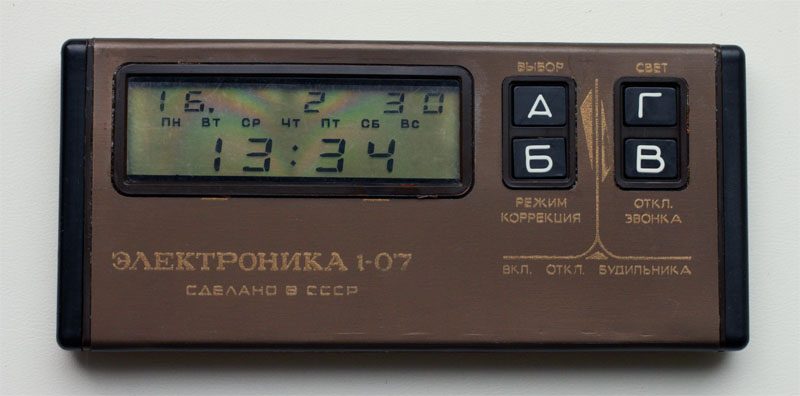 16. 2 30
ПН ВТ СР ЧТ ПТ СБ ВС
13:34
ВЫБОР
СВЕТ
А
Г
Б
В
РЕЖИМ
КОРРЕКЦИЯ
ОТКЛ.
ЗВОНКА
ВКЛ. ОТКЛ. БУДИЛЬНИКА
ЭЛЕКТРОНИКА 1-07
СДЕЛАНО В СССР